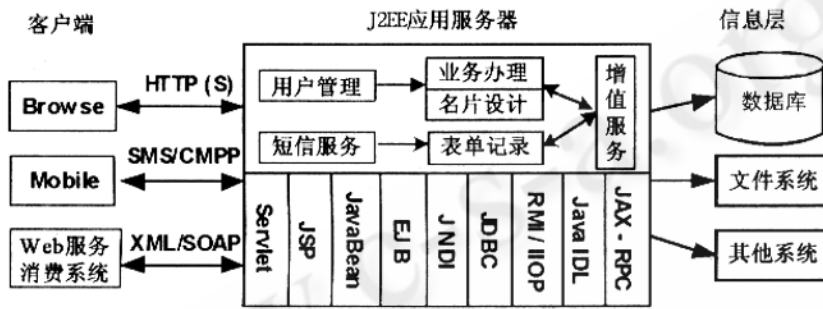 客户端
J2EE应用服务器
信息层
Browse
HTTP(S)
用户管理
业务办理
名片设计
增值服务
数据库
Mobile
SMS/CMPP
短信服务
表单记录
文件系统
Web服务
消费系统
XML/SOAP
Servlet
JSP
JavaBean
EJB
JNDI
JDBC
RMI/IIOP
Java IDL
JAX-RPC
其他系统